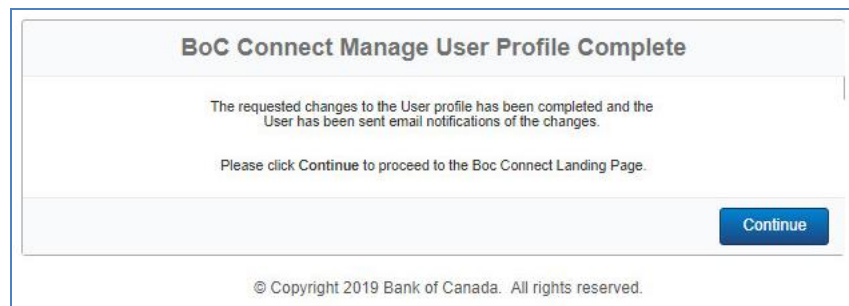 BoC Connect Manage User Profile Complete
The requested changes to the User profile has been completed and the
User has been sent email notifications of the changes.
Please click Continue to proceed to the Boc Connect Landing Page.
Continue
© Copyright 2019 Bank of Canada. All rights reserved.